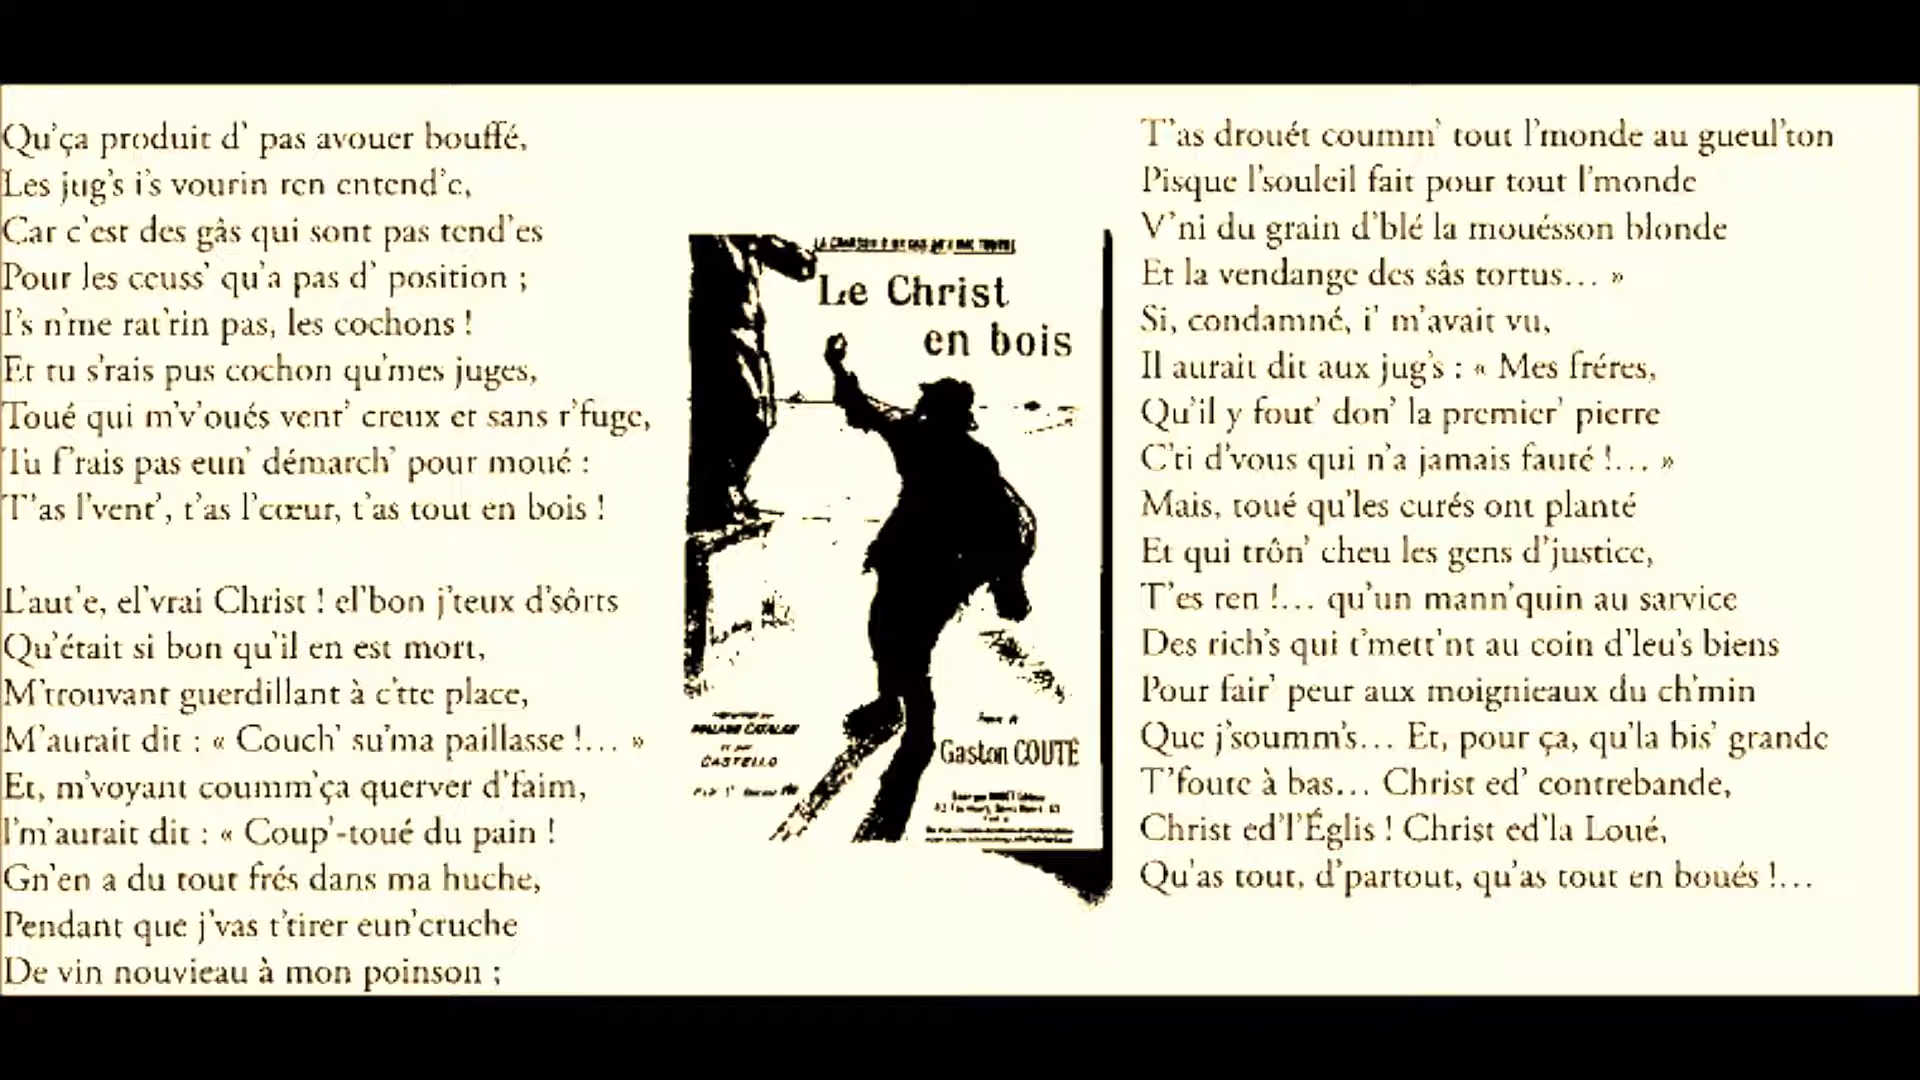 Qu'ça produit d' pas avouer bouffé,
Les jug's i's vourin ren entend'e,
Car c'est des gâs qui sont pas tend'es
Pour les ceuss' qu'a pas d' position ;
I's n'me rat'rin pas, les cochons !
Et tu s'rais pus cochon qu'mes juges,
Toué qui m'v'oués vent' creux et sans r'fuge,
Tu f'rais pas eun' démarch' pour moué :
T'as l'vent', t'as l'cœur, t'as tout en bois !
L'aut'e, el'vrai Christ ! el'bon j'teux d'sôrts
Qu'était si bon qu'il en est mort,
M'trouvant guerdillant à c'tte place,
M'aurait dit : « Couch' su'ma paillasse !… »
Et, m'voyant coumm'ça querver d'faim,
I'm'aurait dit : « Coup'-toué du pain !
Gn'en a du tout frés dans ma huche,
Pendant que j'vas t'tirer eun'cruche
De vin nouvieau à mon poinson ;
Le Christ
en bois
CASTELLO
Gaston COUTÉ
T'as drouét coumm' tout l'monde au gueul'ton
Pisque l'souleil fait pour tout l'monde
V'ni du grain d'blé la mouésson blonde
Et la vendange des sâs tortus… »
Si, condamné, i' m'avait vu,
Il aurait dit aux jug's : « Mes fréres,
Qu'il y fout' don' la premier' pierre
C'ti d'vous qui n'a jamais fauté !… »
Mais, toué qu'les curés ont planté
Et qui trôn' cheu les gens d'justice,
T'es ren !… qu'un mann'quin au sarvice
Des rich's qui t'mett'nt au coin d'leu's biens
Pour fair' peur aux moignieaux du ch'min
Que j'soumm's… Et, pour ça, qu'la bis' grande
T'foute à bas… Christ ed' contrebande,
Christ ed'l'Églis ! Christ ed'la Loué,
Qu'as tout, d'partout, qu'as tout en boués !…